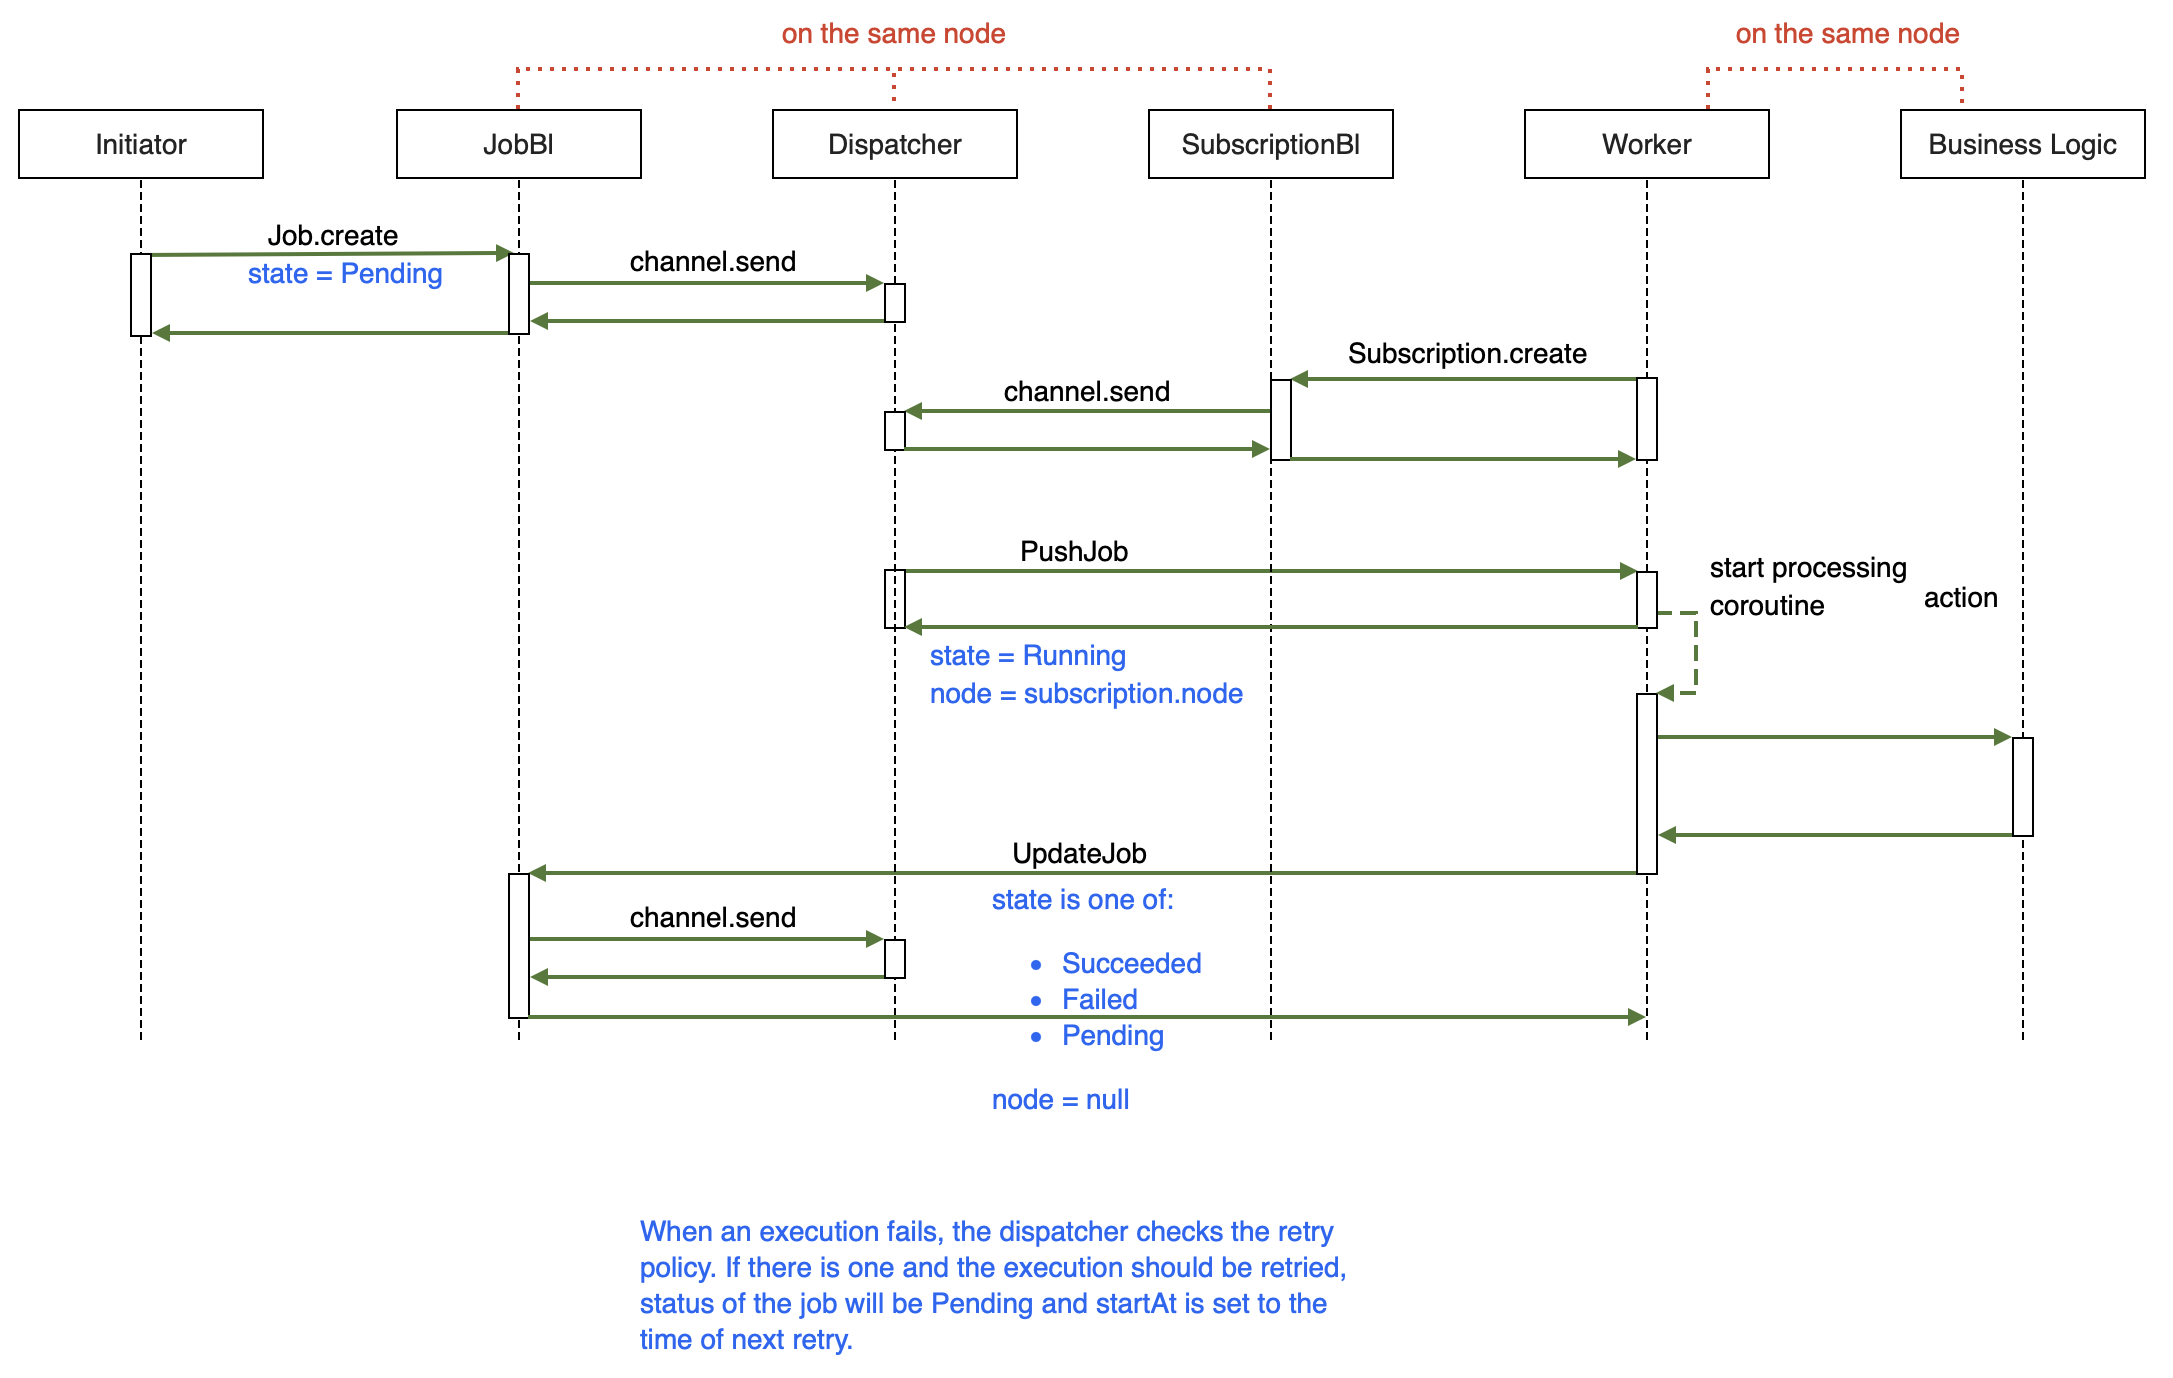 on the same node
on the same node
Initiator
JobBl
Dispatcher
SubscriptionBl
Worker
Business Logic
Job.create
state = Pending
channel.send
Subscription.create
channel.send
PushJob
start processing
coroutine
action
state = Running
node = subscription.node
UpdateJob
state is one of:
channel.send
• Succeeded
• Failed
• Pending
node = null
When an execution fails, the dispatcher checks the retry
policy. If there is one and the execution should be retried,
status of the job will be Pending and startAt is set to the
time of next retry.